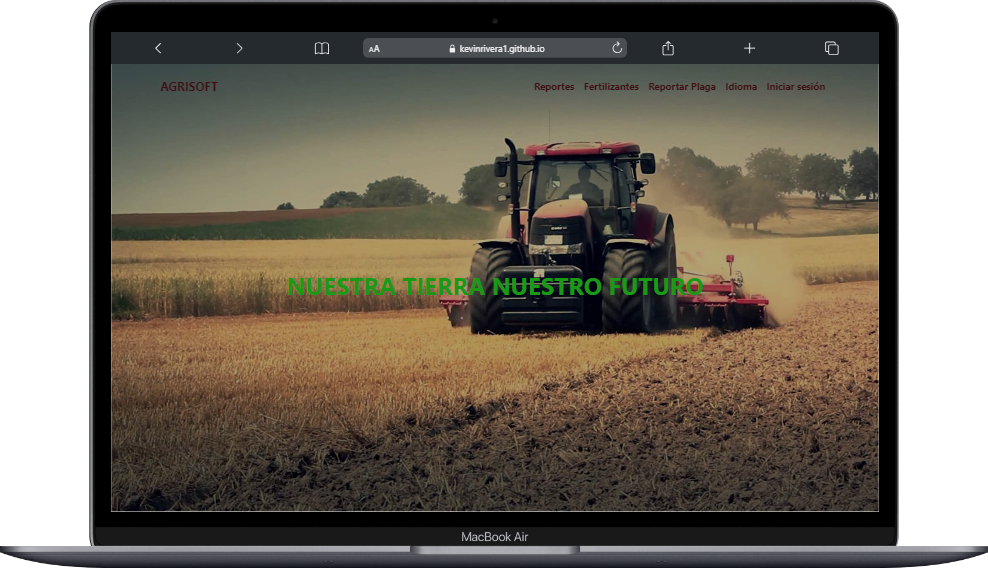 AA kevinrivera1.github.io
AGRISOFT Reportes Fertilizantes Reportar Plaga Idioma Iniciar sesión
NUESTRA TIERRA NUESTRO FUTURO
MacBook Air